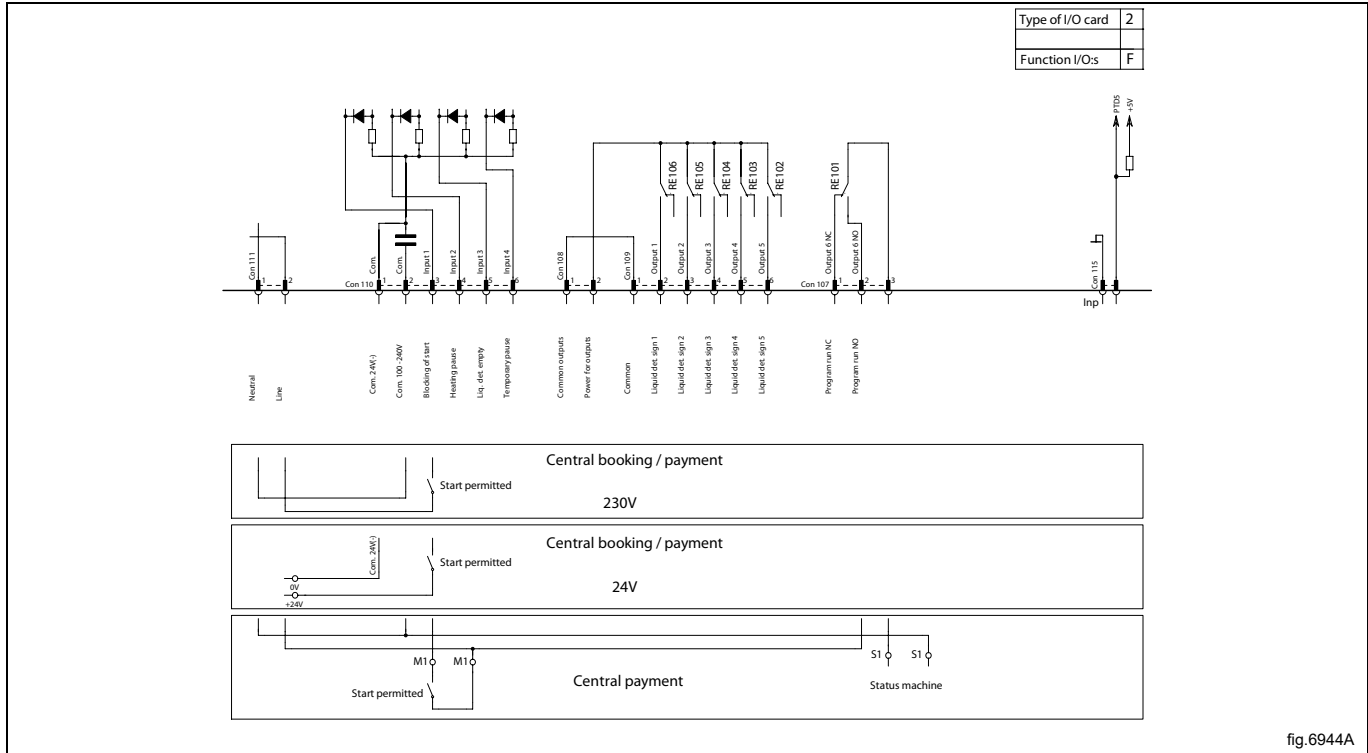 Type of I/O card 2
Function I/O:s F
PTD5
+5V
RE106
RE105
RE104
RE103
RE102
RE101
Con 111
1
2
Con 110
Com.
1
Com.
2
Input 1
3
Input 2
4
Input 3
5
Input 4
6
Con 108
1
2
Con 109
1
Output 1
2
Output 2
3
Output 3
4
Output 4
5
Output 5
6
Con 107
Output 6 NC
1
Output 6 NO
2
3
Con 115
1
2
Inp
Neutral
Line
Com. 24V(-)
Com. 100 -240V
Blocking of start
Heating pause
Liq. det. empty
Temporary pause
Common outputs
Power for outputs
Common
Liquid det. sign 1
Liquid det. sign 2
Liquid det. sign 3
Liquid det. sign 4
Liquid det. sign 5
Program run NC
Program run NO
Central booking / payment
Start permitted
230V
Central booking / payment
Com. 24V(-)
Start permitted
0V
24V
+24V
M1 M1
S1 S1
Central payment
Status machine
Start permitted
fig.6944A